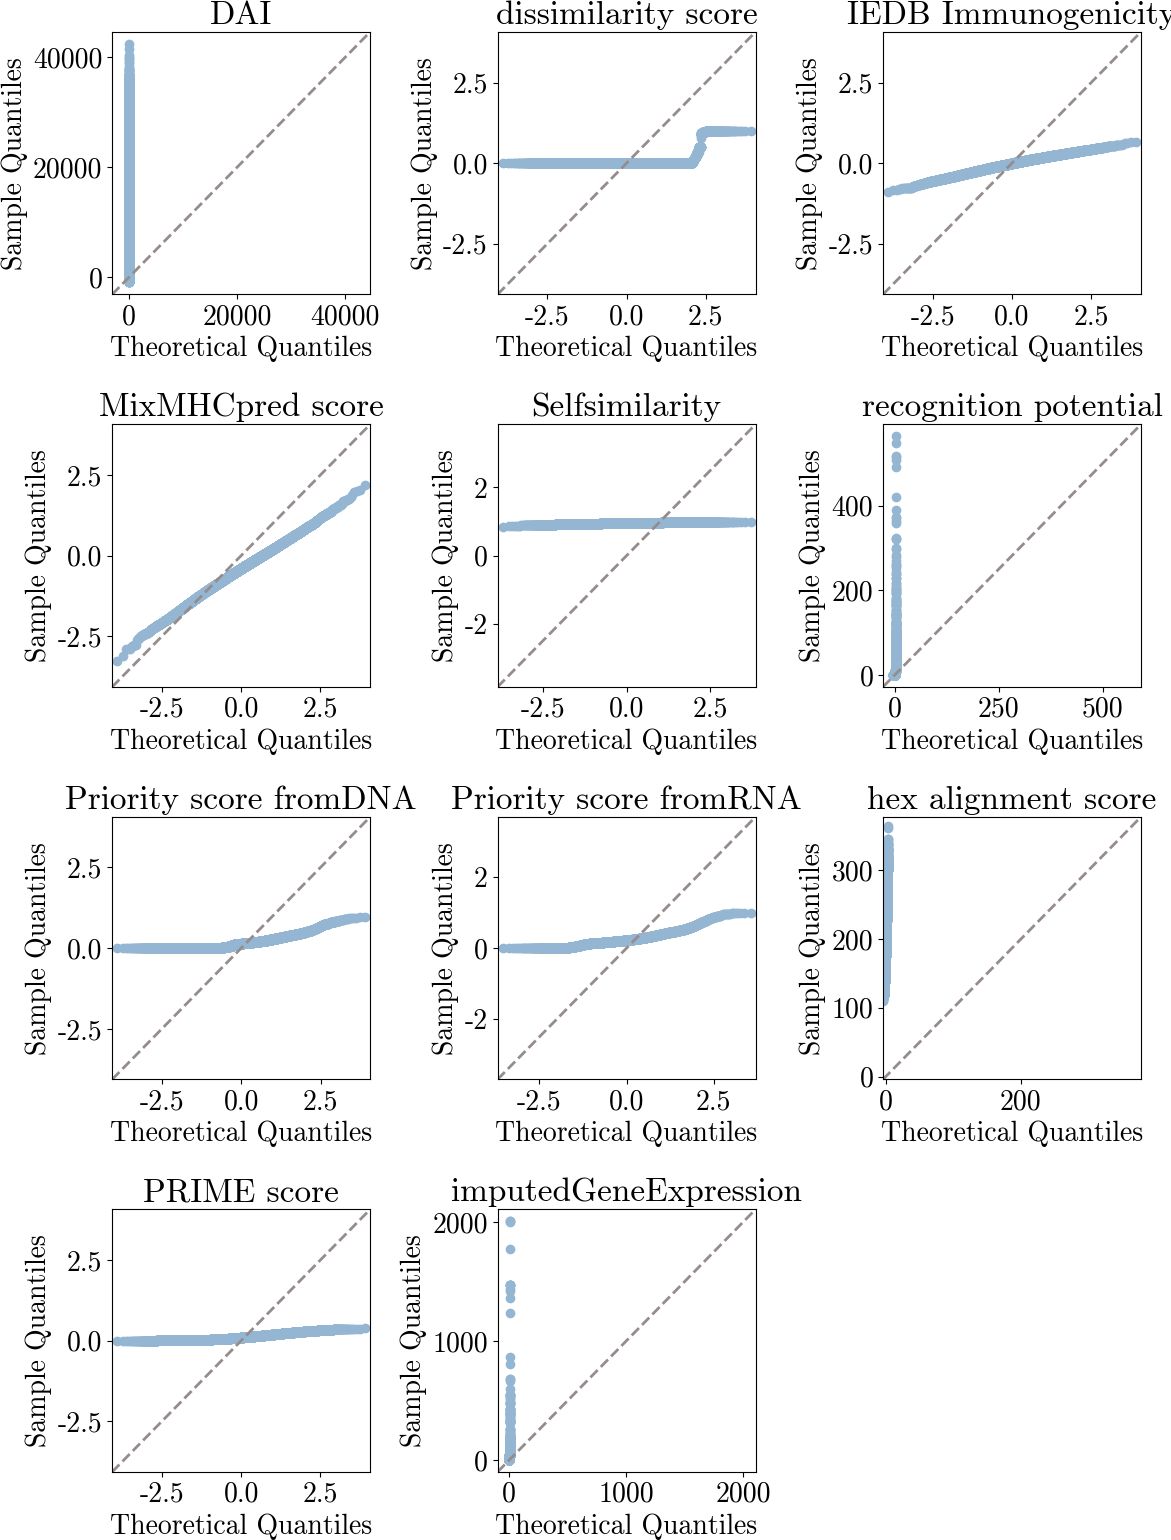 DAI
Sample Quantiles
40000
20000
0
0 20000 40000
Theoretical Quantiles
dissimilarity score
Sample Quantiles
2.5
0.0
-2.5
-2.5 0.0 2.5
Theoretical Quantiles
IEDB Immunogenicity
Sample Quantiles
2.5
0.0
-2.5
-2.5 0.0 2.5
Theoretical Quantiles
MixMHCpred score
Sample Quantiles
2.5
0.0
-2.5
-2.5 0.0 2.5
Theoretical Quantiles
Selfsimilarity
Sample Quantiles
2
0
-2
-2.5 0.0 2.5
Theoretical Quantiles
recognition potential
Sample Quantiles
400
200
0
0 250 500
Theoretical Quantiles
Priority score fromDNA
Sample Quantiles
2.5
0.0
-2.5
-2.5 0.0 2.5
Theoretical Quantiles
Priority score fromRNA
Sample Quantiles
2
0
-2
-2.5 0.0 2.5
Theoretical Quantiles
hex alignment score
Sample Quantiles
300
200
100
0
0 200
Theoretical Quantiles
PRIME score
Sample Quantiles
2.5
0.0
-2.5
-2.5 0.0 2.5
Theoretical Quantiles
imputedGeneExpression
Sample Quantiles
2000
1000
0
0 1000 2000
Theoretical Quantiles